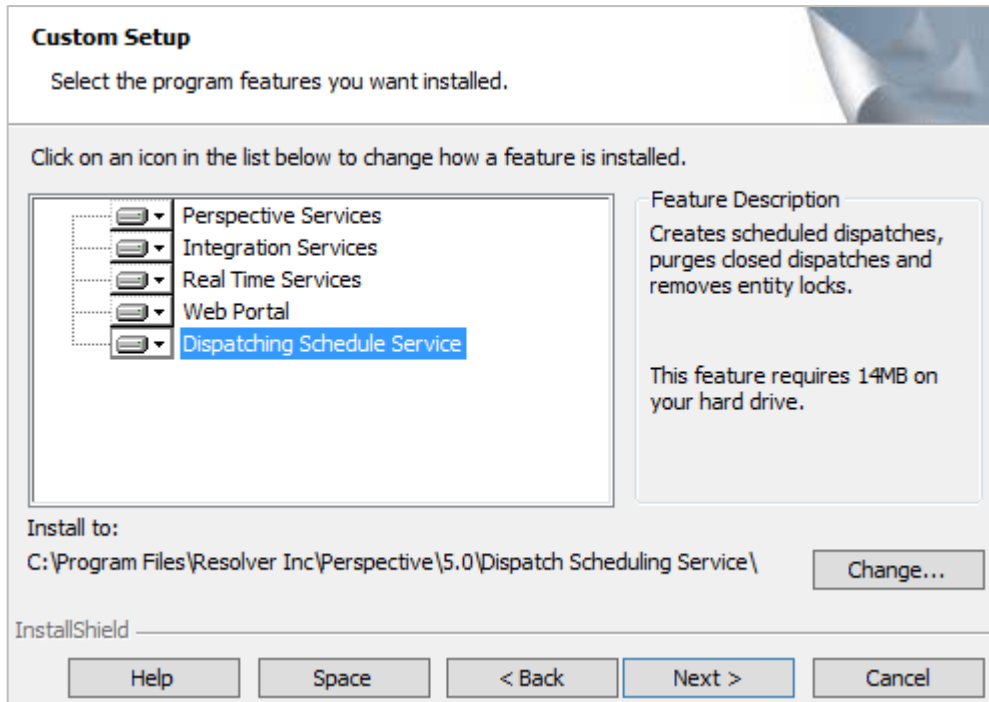 Custom Setup
Select the program features you want installed.
Click on an icon in the list below to change how a feature is installed.
Perspective Services
Integration Services
Real Time Services
Web Portal
Dispatching Schedule Service
Feature Description
Creates scheduled dispatches,
purges closed dispatches and
removes entity locks.
This feature requires 14MB on
your hard drive.
Install to:
C:\Program Files\Resolver Inc\Perspective\5.0\Dispatch Scheduling Service\
Change...
InstallShield
Help
Space
< Back
Next >
Cancel